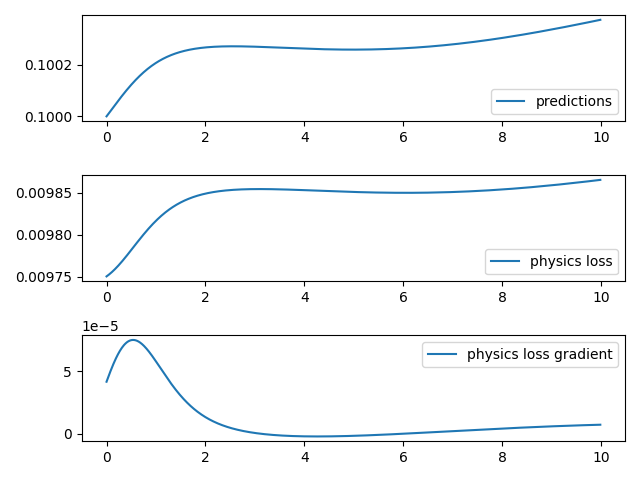 0.1002
0.1000
predictions
0 2 4 6 8 10
0.00985
0.00980
0.00975
physics loss
0 2 4 6 8 10
1e−5
5
0
physics loss gradient
0 2 4 6 8 10